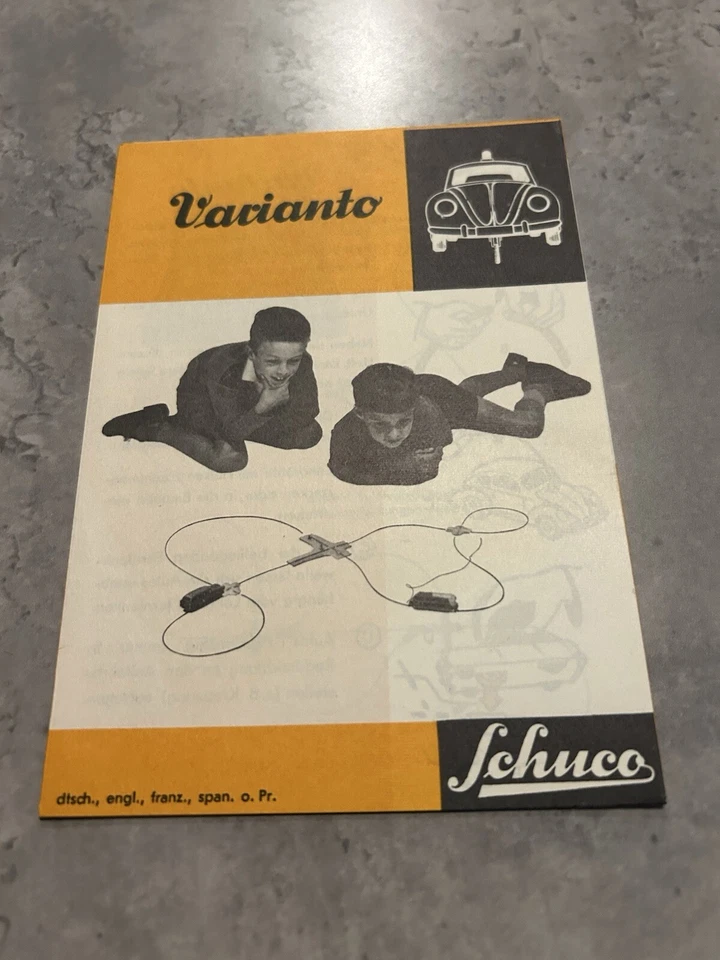 Varianto
dtsch., engl., franz., span. o. Pr.
Schuco